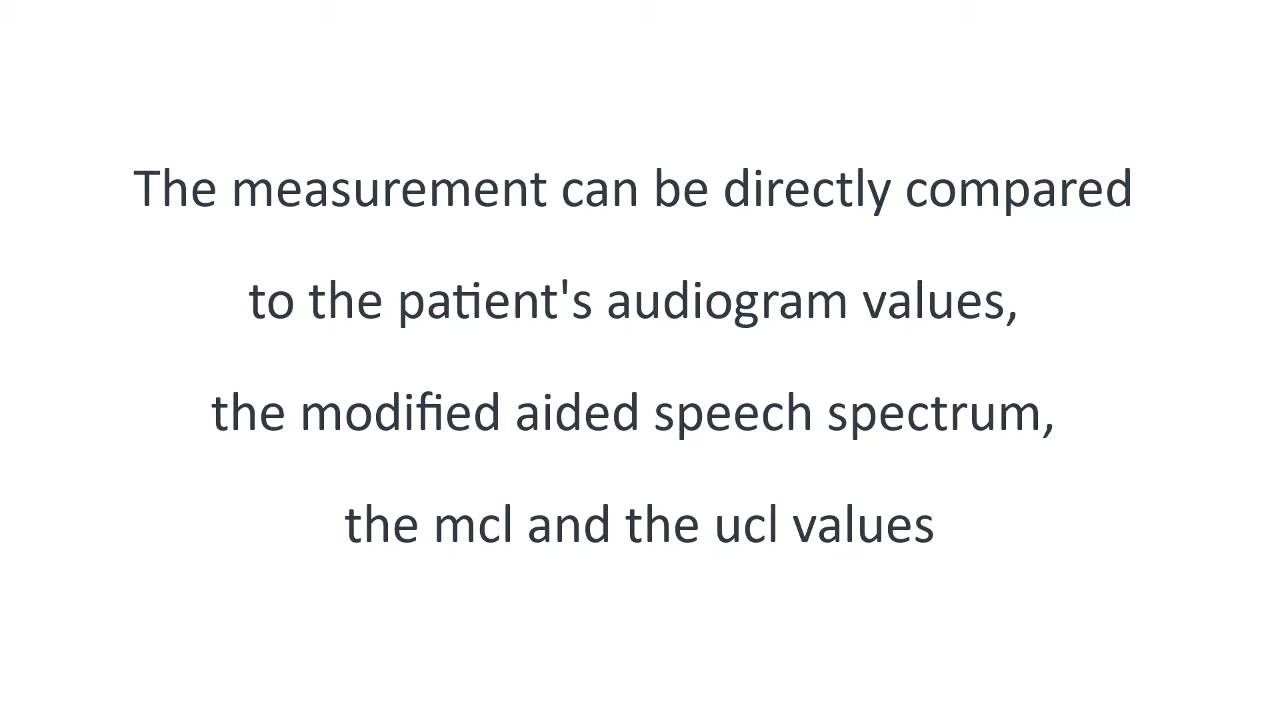 The measurement can be directly compared
to the patient's audiogram values,
the modified aided speech spectrum,
the mcl and the ucl values